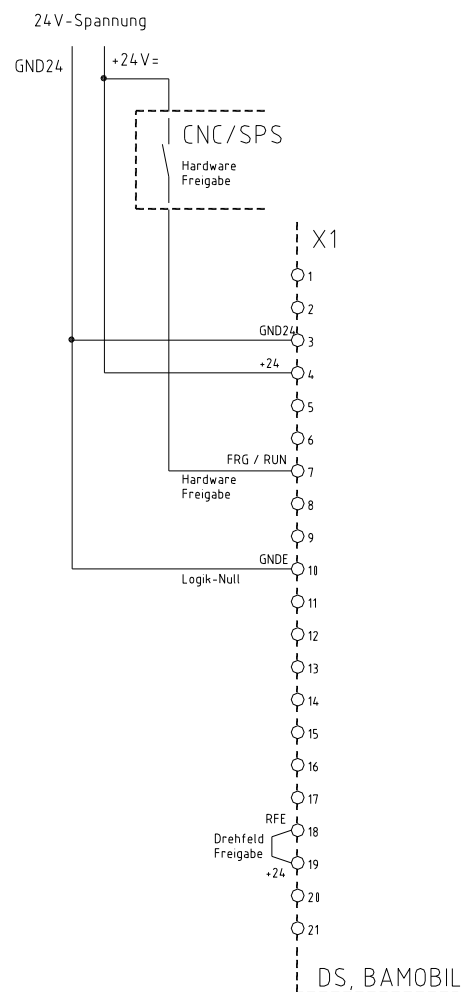 24V-Spannung
GND24
+24V=
CNC/SPS
Hardware
Freigabe
X1
1
2
GND24
3
+24
4
5
6
FRG / RUN
7
Hardware
Freigabe
8
9
GNDE
10
Logik-Null
11
12
13
14
15
16
17
RFE
18
Drehfeld
Freigabe
19
+24
20
21
DS, BAMOBIL